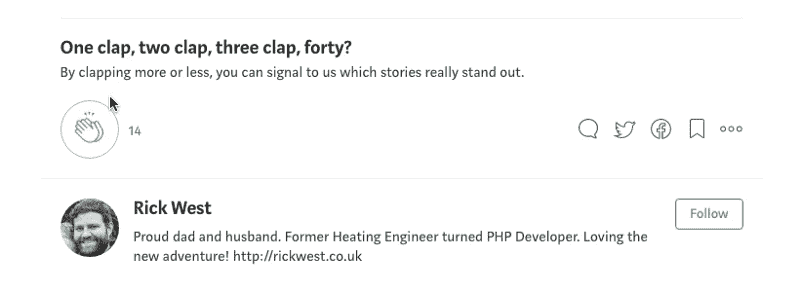 One clap, two clap, three clap, forty?
By clapping more or less, you can signal to us which stories really stand out.
14
Rick West
Follow
Proud dad and husband. Former Heating Engineer turned PHP Developer. Loving the
new adventure! http://rickwest.co.uk